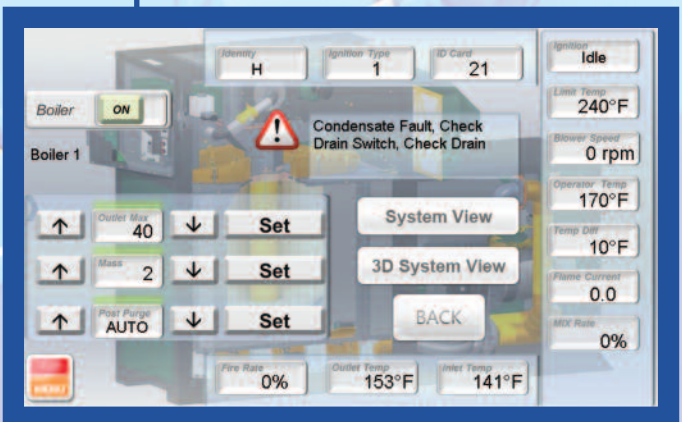 Identity
H
Ignition Type
1
ID Card
21
Ignition
Idle
Boiler
ON
Boiler 1
Condensate Fault, Check
Drain Switch, Check Drain
Limit Temp
240°F
Blower Speed
0 rpm
Operator Temp
170°F
Temp Diff
10°F
Flame Current
0.0
MIX Rate
0%
↑
Outlet Max
40
↓
Set
↑
Mass
2
↓
Set
↑
Post Purge
AUTO
↓
Set
System View
3D System View
BACK
Fire Rate
0%
Outlet Temp
153°F
Inlet Temp
141°F